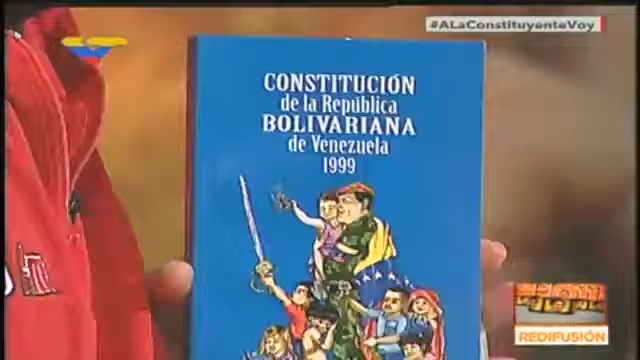 #ALaConstituyenteVoy
CONSTITUCIÓN
de la República
BOLIVARIANA
de Venezuela
1999
REDIFUSIÓN